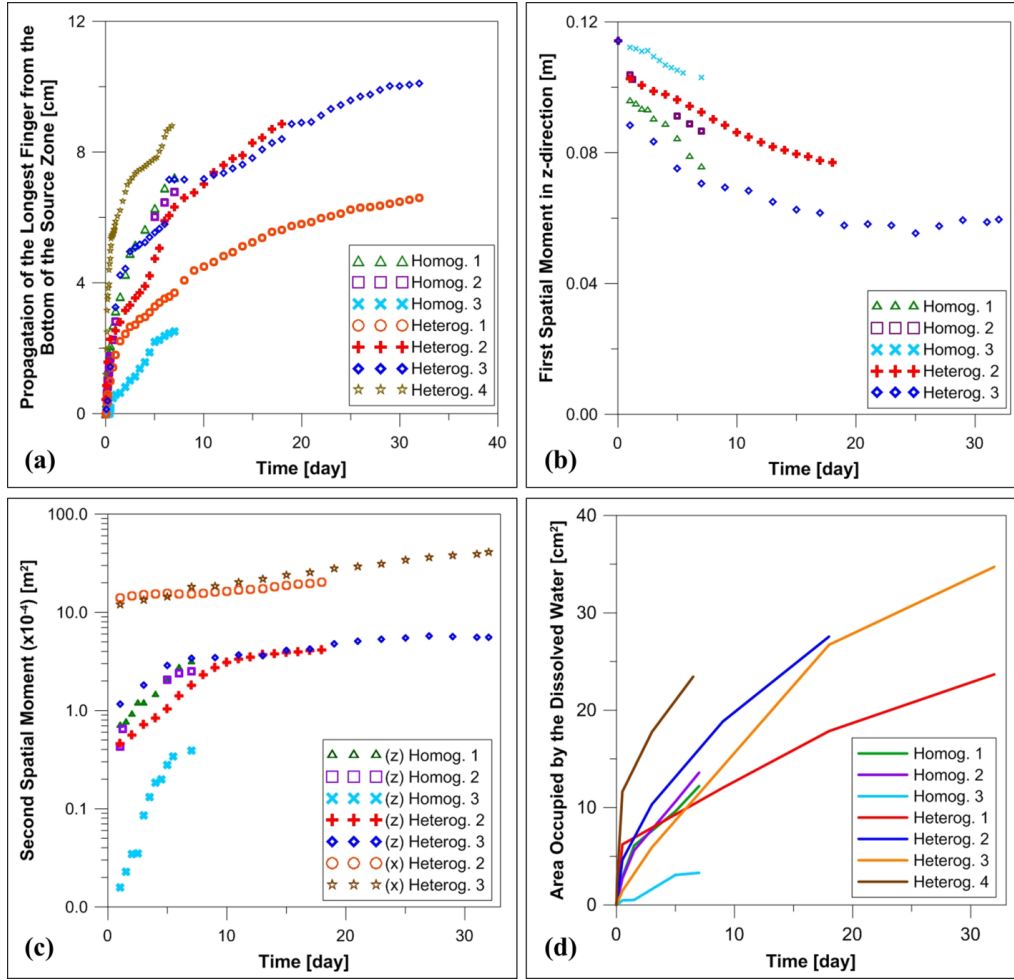 12
8
4
0
Propagataion of the Longest Finger from the
Bottom of the Source Zone [cm]
Homog. 1
Homog. 2
Homog. 3
Heterog. 1
Heterog. 2
Heterog. 3
Heterog. 4
0 10 20 30 40
Time [day]
(a)
0.12
0.08
0.04
0.00
First Spatial Moment in z-direction [m]
Homog. 1
Homog. 2
Homog. 3
Heterog. 2
Heterog. 3
0 10 20 30
Time [day]
(b)
100.0
10.0
1.0
0.1
0.0
Second Spatial Moment (x10⁻⁴) [m²]
(z) Homog. 1
(z) Homog. 2
(z) Homog. 3
(z) Heterog. 2
(z) Heterog. 3
(x) Heterog. 2
(x) Heterog. 3
0 10 20 30
Time [day]
(c)
40
30
20
10
0
Area Occupied by the Dissolved Water [cm²]
Homog. 1
Homog. 2
Homog. 3
Heterog. 1
Heterog. 2
Heterog. 3
Heterog. 4
0 10 20 30
Time [day]
(d)